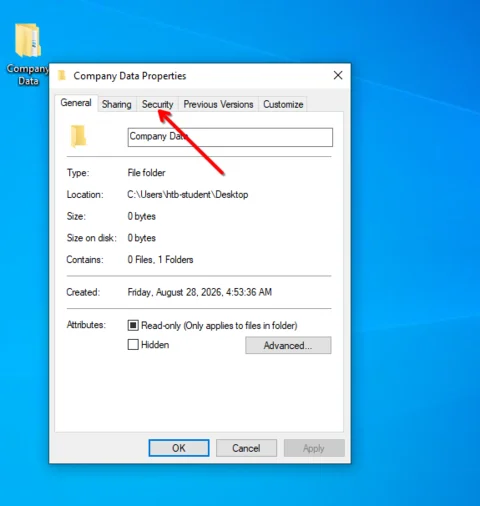 Company
Data
Company Data Properties
General Sharing Security Previous Versions Customize
Company Data
Type: File folder
Location: C:\Users\htb-student\Desktop
Size: 0 bytes
Size on disk: 0 bytes
Contains: 0 Files, 1 Folders
Created: Friday, August 28, 2026, 4:53:36 AM
Attributes: Read-only (Only applies to files in folder)
Hidden Advanced...
OK Cancel Apply